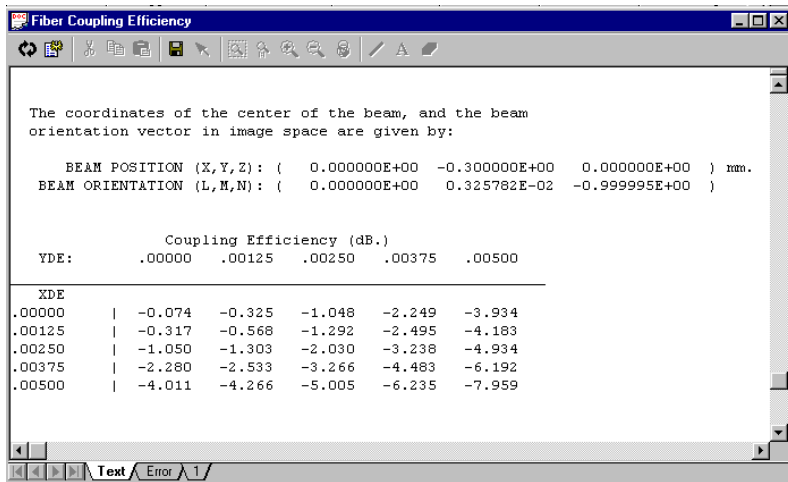 Fiber Coupling Efficiency
The coordinates of the center of the beam, and the beam
orientation vector in image space are given by:
BEAM POSITION (X,Y,Z): ( 0.000000E+00 -0.300000E+00 0.000000E+00 ) mm.
BEAM ORIENTATION (L,M,N): ( 0.000000E+00 0.325782E-02 -0.999995E+00 )
Coupling Efficiency (dB.)
YDE: .00000 .00125 .00250 .00375 .00500
XDE
.00000 | -0.074 -0.325 -1.048 -2.249 -3.934
.00125 | -0.317 -0.568 -1.292 -2.495 -4.183
.00250 | -1.050 -1.303 -2.030 -3.238 -4.934
.00375 | -2.280 -2.533 -3.266 -4.483 -6.192
.00500 | -4.011 -4.266 -5.005 -6.235 -7.959
Text Error 1